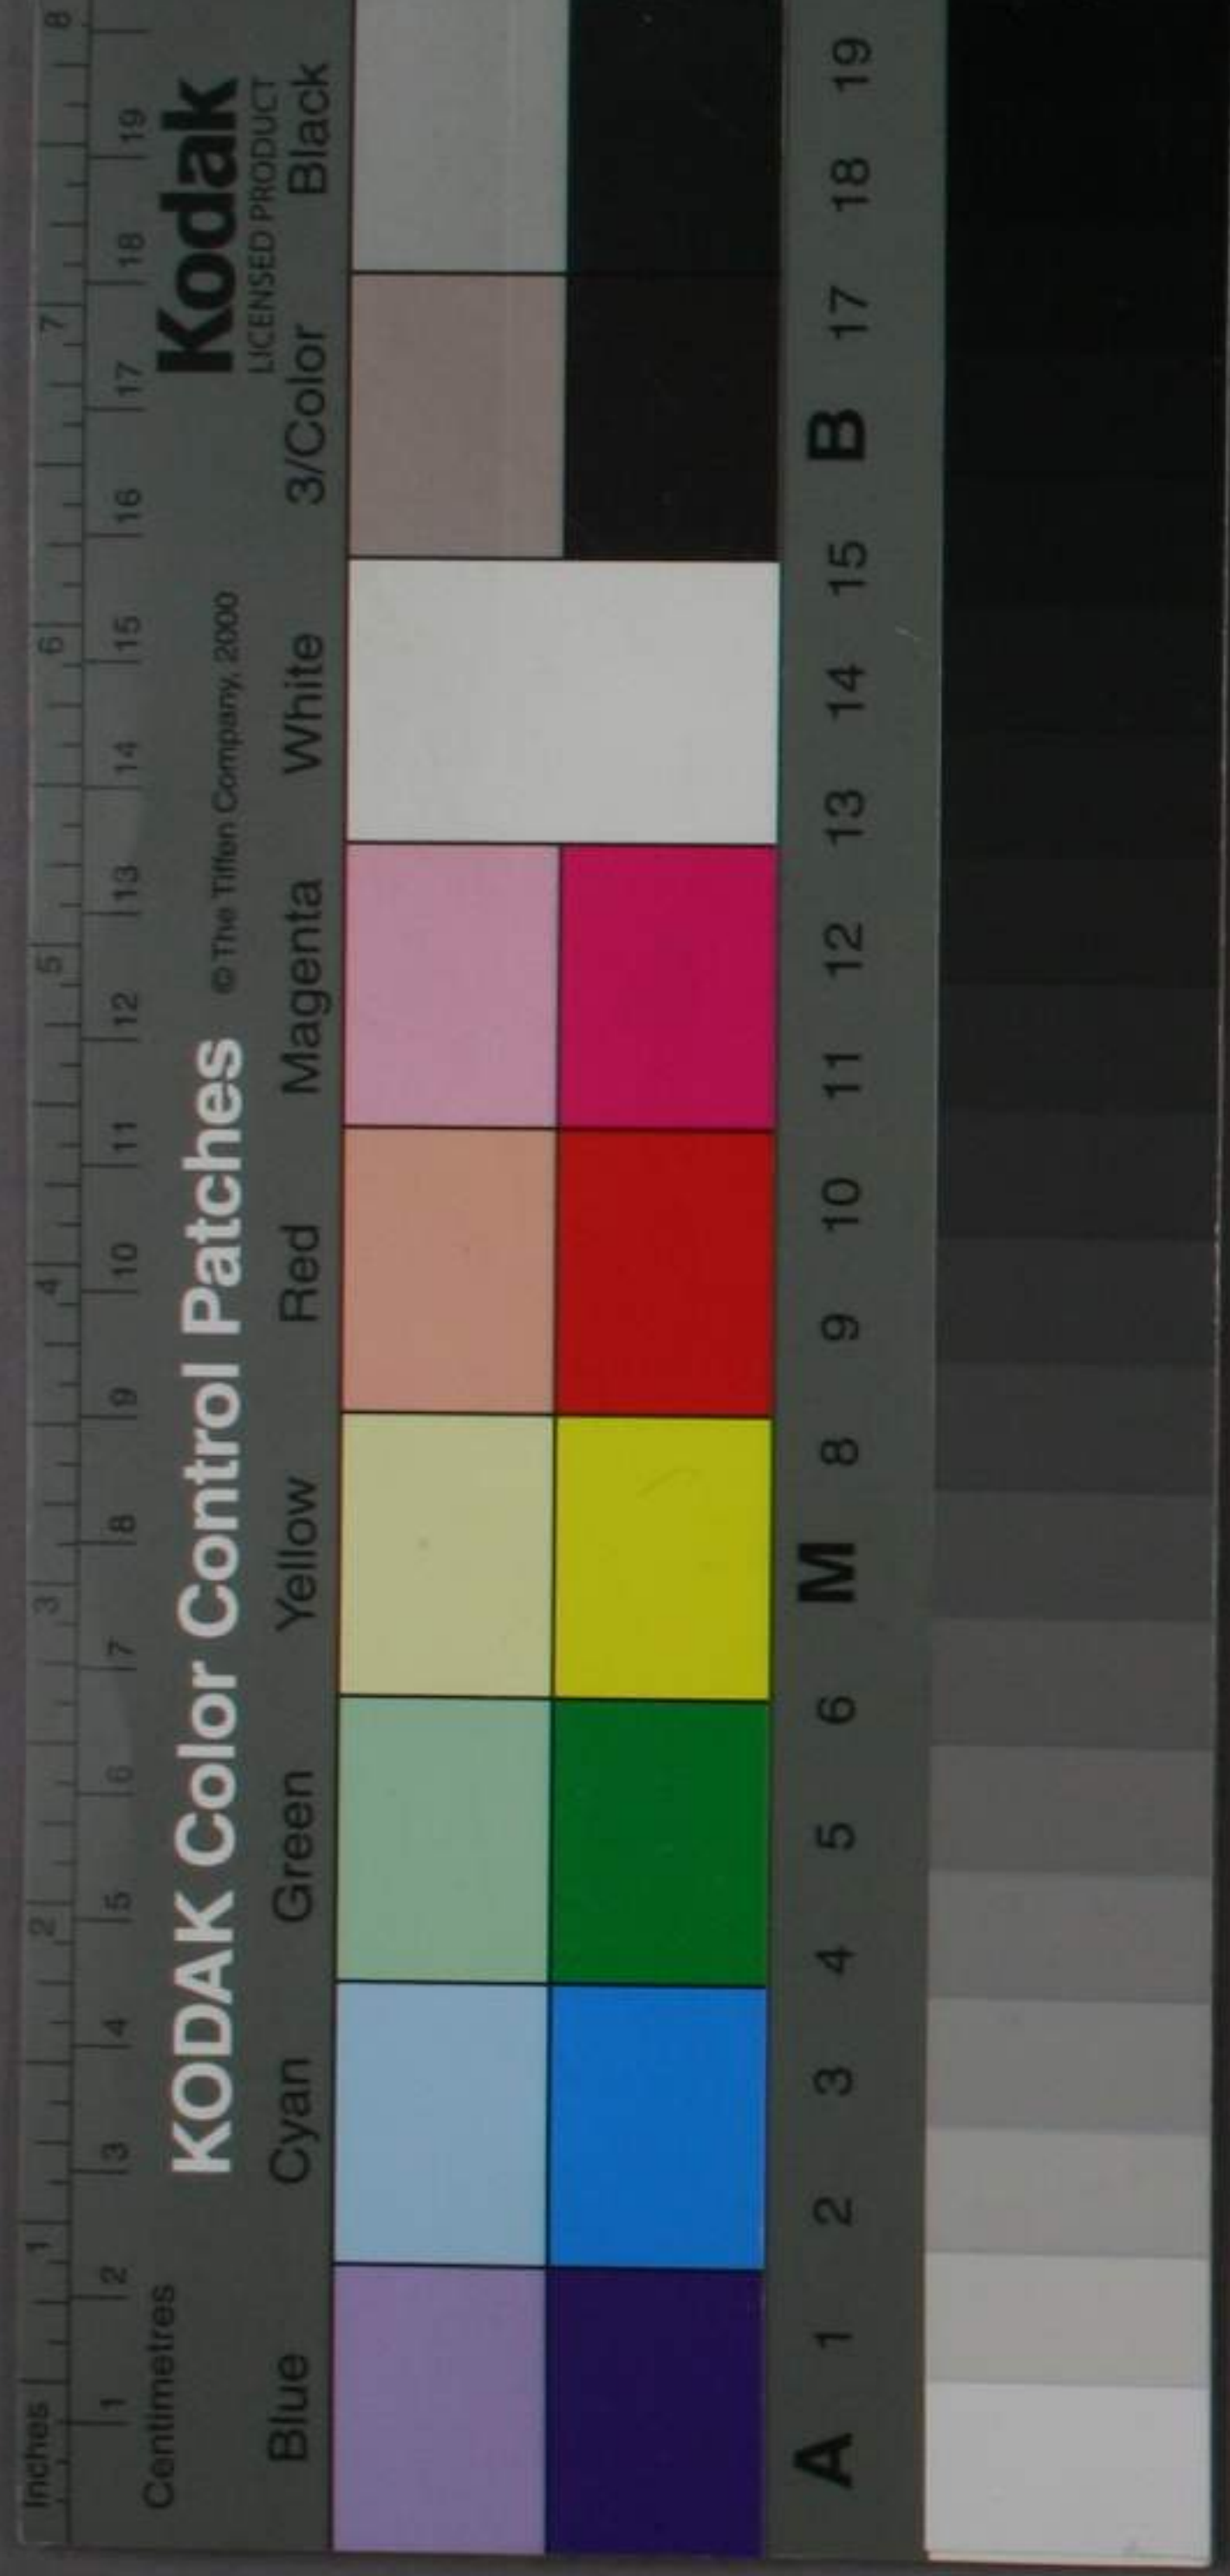 Inches 1 2 3 4 5 6 7 8
Centimetres 1 2 3 4 5 6 7 8 9 10 11 12 13 14 15 16 17 18 19
KODAK Color Control Patches © The Tiffen Company, 2000 Kodak
LICENSED PRODUCT
Blue Cyan Green Yellow Red Magenta White 3/Color Black
A 1 2 3 4 5 6 M 8 9 10 11 12 13 14 15 B 17 18 19